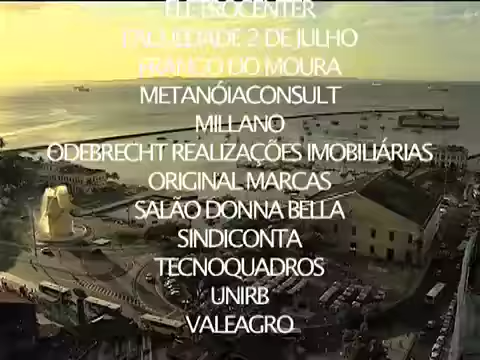 ELETROCENTER
FACULDADE 2 DE JULHO
FRANCO DO MOURA
METANÓIACONSULT
MILLANO
ODEBRECHT REALIZAÇÕES IMOBILIÁRIAS
ORIGINAL MARCAS
SALÃO DONNA BELLA
SINDICONTA
TECNOQUADROS
UNIRB
VALEAGRO